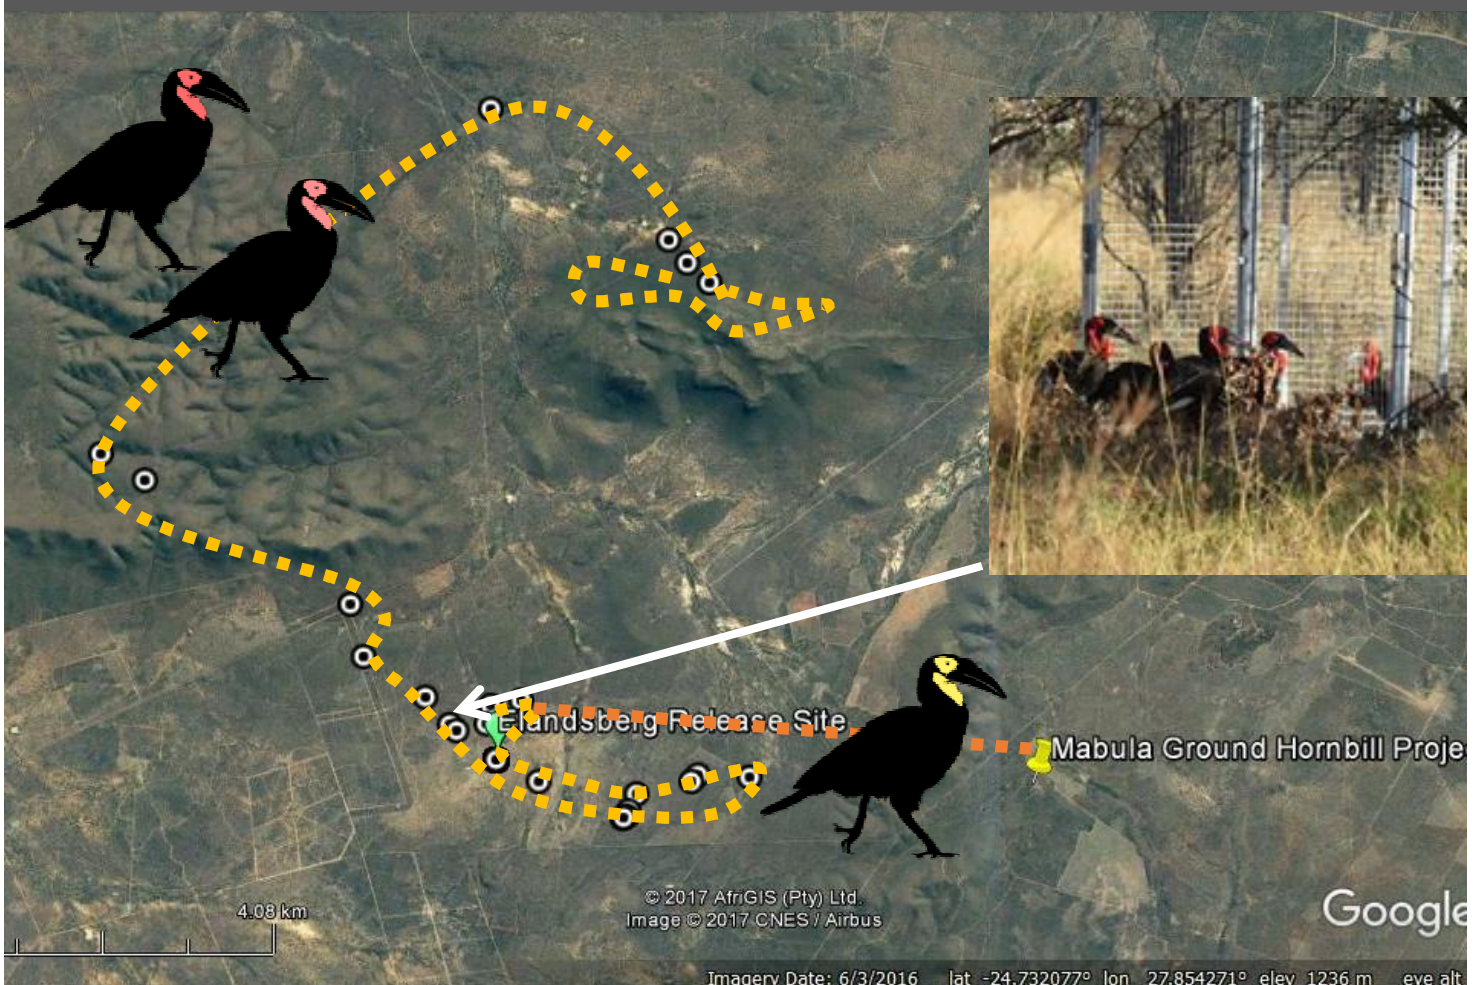 Elandsberg Release Site
Mabula Ground Hornbill Projec
4.08 km
© 2017 AfriGIS (Pty) Ltd.
Image © 2017 CNES / Airbus
Google
Imagery Date: 6/3/2016 lat -24.732077° lon 27.854271° elev 1236 m eye alt